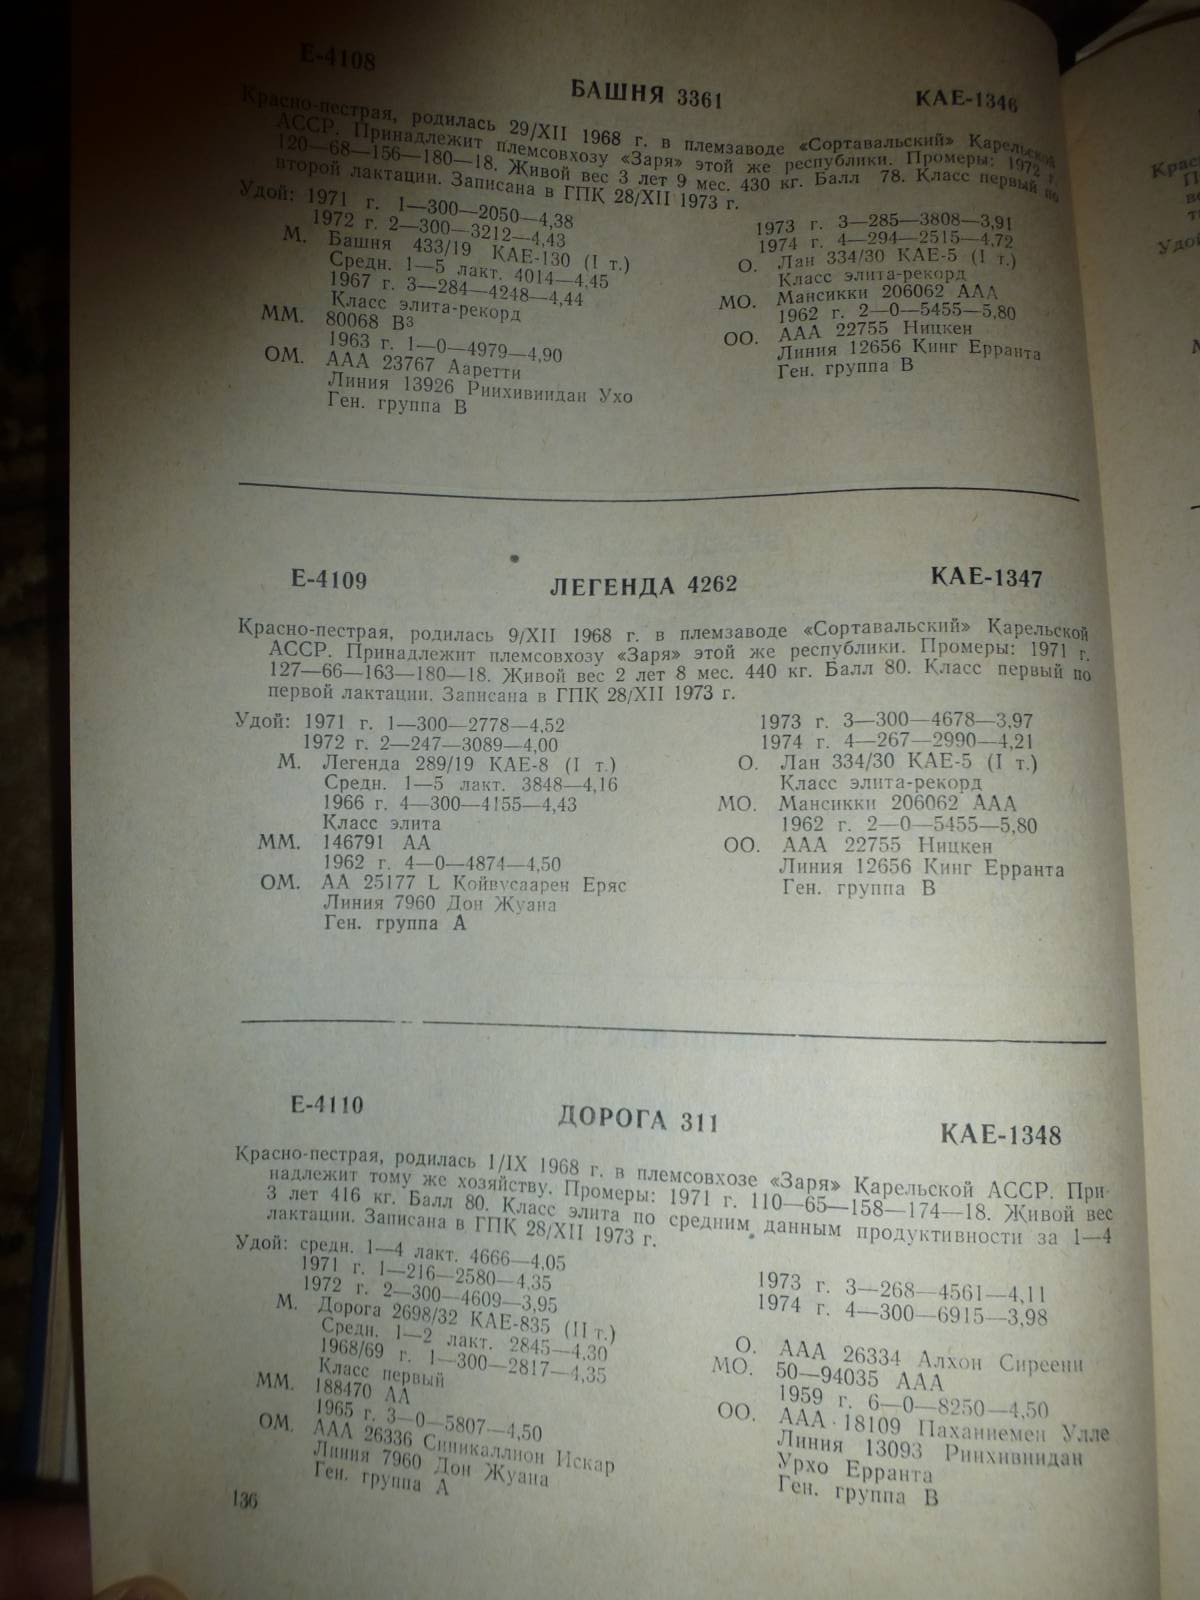 Е-4108
БАШНЯ 3361
КАЕ-1346
Красно-пестрая, родилась 29/XII 1968 г. в племзаводе «Сортавальский» Карельской
АССР. Принадлежит племсовхозу «Заря» этой же республики. Промеры: 1972 г.
120—68—156—180—18. Живой вес 3 лет 9 мес. 430 кг. Балл 78. Класс первый по
второй лактации. Записана в ГПК 28/XII 1973 г.
Удой: 1971 г. 1—300—2050—4,38
1972 г. 2—300—3212—4,43
М. Башня 433/19 КАЕ-130 (I т.)
Средн. 1—5 лакт. 4014—4,45
1967 г. 3—284—4248—4,44
Класс элита-рекорд
ММ. 80068 В3
1963 г. 1—0—4979—4,90
ОМ. ААА 23767 Ааретти
Линия 13926 Риихивиидан Ухо
Ген. группа В
1973 г. 3—285—3808—3,91
1974 г. 4—294—2515—4,72
О. Лан 334/30 КАЕ-5 (I т.)
Класс элита-рекорд
МО. Мансикки 206062 ААА
1962 г. 2—0—5455—5,80
ОО. ААА 22755 Ницкен
Линия 12656 Кинг Ерранта
Ген. группа В
Е-4109
ЛЕГЕНДА 4262
КАЕ-1347
Красно-пестрая, родилась 9/XII 1968 г. в племзаводе «Сортавальский» Карельской
АССР. Принадлежит племсовхозу «Заря» этой же республики. Промеры: 1971 г.
127—66—163—180—18. Живой вес 2 лет 8 мес. 440 кг. Балл 80. Класс первый по
первой лактации. Записана в ГПК 28/XII 1973 г.
Удой: 1971 г. 1—300—2778—4,52
1972 г. 2—247—3089—4,00
М. Легенда 289/19 КАЕ-8 (I т.)
Средн. 1—5 лакт. 3848—4,16
1966 г. 4—300—4155—4,43
Класс элита
ММ. 146791 АА
1962 г. 4—0—4874—4,50
ОМ. АА 25177 L Койвусаарен Еряс
Линия 7960 Дон Жуана
Ген. группа А
1973 г. 3—300—4678—3,97
1974 г. 4—267—2990—4,21
О. Лан 334/30 КАЕ-5 (I т.)
Класс элита-рекорд
МО. Мансикки 206062 ААА
1962 г. 2—0—5455—5,80
ОО. ААА 22755 Ницкен
Линия 12656 Кинг Ерранта
Ген. группа В
Е-4110
ДОРОГА 311
КАЕ-1348
Красно-пестрая, родилась 1/IX 1968 г. в племсовхозе «Заря» Карельской АССР. При-
надлежит тому же хозяйству. Промеры: 1971 г. 110—65—158—174—18. Живой вес
3 лет 416 кг. Балл 80. Класс элита по средним данным продуктивности за 1—4
лактации. Записана в ГПК 28/XII 1973 г.
Удой: средн. 1—4 лакт. 4666—4,05
1971 г. 1—216—2580—4,35
1972 г. 2—300—4609—3,95
М. Дорога 2698/32 КАЕ-835 (II т.)
Средн. 1—2 лакт. 2845—4,30
1968/69 г. 1—300—2817—4,35
Класс первый
ММ. 188470 АА
1965 г. 3—0—5807—4,50
ОМ. ААА 26336 Синикаллион Искар
Линия 7960 Дон Жуана
Ген. группа А
1973 г. 3—268—4561—4,11
1974 г. 4—300—6915—3,98
О. ААА 26334 Алхон Сиреени
МО. 50—94035 ААА
1959 г. 6—0—8250—4,50
ОО. ААА 18109 Паханиемен Улле
Линия 13093 Риихивиидан
Урхо Ерранта
Ген. группа В
136